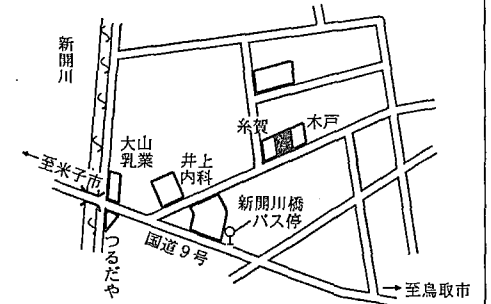 新開川
糸賀
木戸
大山
乳業
井上
内科
←至米子市
新開川橋
バス停
つるだや
国道9号
→至鳥取市